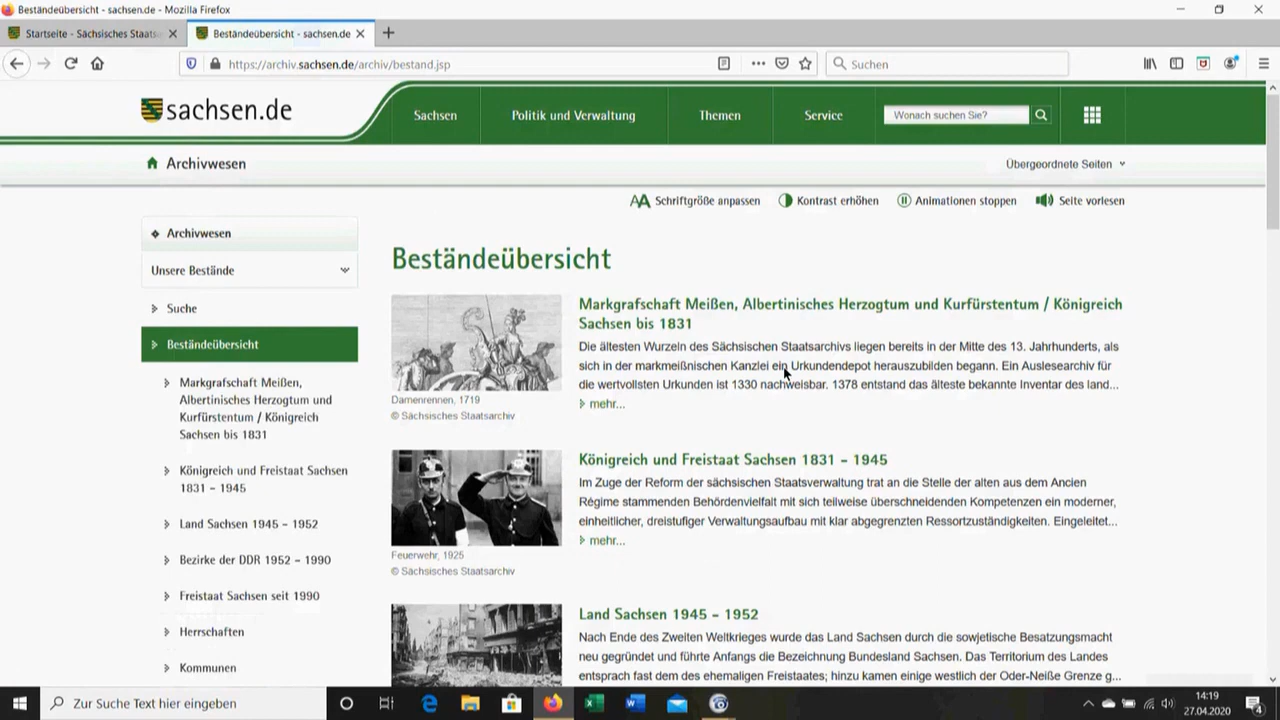 Beständeübersicht - sachsen.de - Mozilla Firefox
Startseite - Sächsisches Staats
Beständeübersicht - sachsen.de
https://archiv.sachsen.de/archiv/bestand.jsp
Suchen
sachsen.de
Sachsen
Politik und Verwaltung
Themen
Service
Wonach suchen Sie?
Archivwesen
Übergeordnete Seiten
AA Schriftgröße anpassen
Kontrast erhöhen
Animationen stoppen
Seite vorlesen
Archivwesen
Unsere Bestände
Suche
Beständeübersicht
Markgrafschaft Meißen,
Albertinisches Herzogtum und
Kurfürstentum / Königreich
Sachsen bis 1831
Königreich und Freistaat Sachsen
1831 – 1945
Land Sachsen 1945 – 1952
Bezirke der DDR 1952 – 1990
Freistaat Sachsen seit 1990
Herrschaften
Kommunen
Beständeübersicht
Damenrennen, 1719
© Sächsisches Staatsarchiv
Markgrafschaft Meißen, Albertinisches Herzogtum und Kurfürstentum / Königreich
Sachsen bis 1831
Die ältesten Wurzeln des Sächsischen Staatsarchivs liegen bereits in der Mitte des 13. Jahrhunderts, als
sich in der markmeißnischen Kanzlei ein Urkundendepot herauszubilden begann. Ein Auslesearchiv für
die wertvollsten Urkunden ist 1330 nachweisbar. 1378 entstand das älteste bekannte Inventar des land...
mehr...
Feuerwehr, 1925
© Sächsisches Staatsarchiv
Königreich und Freistaat Sachsen 1831 – 1945
Im Zuge der Reform der sächsischen Staatsverwaltung trat an die Stelle der alten aus dem Ancien
Régime stammenden Behördenvielfalt mit sich teilweise überschneidenden Kompetenzen ein moderner,
einheitlicher, dreistufiger Verwaltungsaufbau mit klar abgegrenzten Ressortzuständigkeiten. Eingeleitet...
mehr...
Land Sachsen 1945 – 1952
Nach Ende des Zweiten Weltkrieges wurde das Land Sachsen durch die sowjetische Besatzungsmacht
neu gegründet und führte Anfangs die Bezeichnung Bundesland Sachsen. Das Territorium des Landes
entsprach fast dem des ehemaligen Freistaates; hinzu kamen einige westlich der Oder-Neiße Grenze g...
Zur Suche Text hier eingeben
14:19
27.04.2020
4